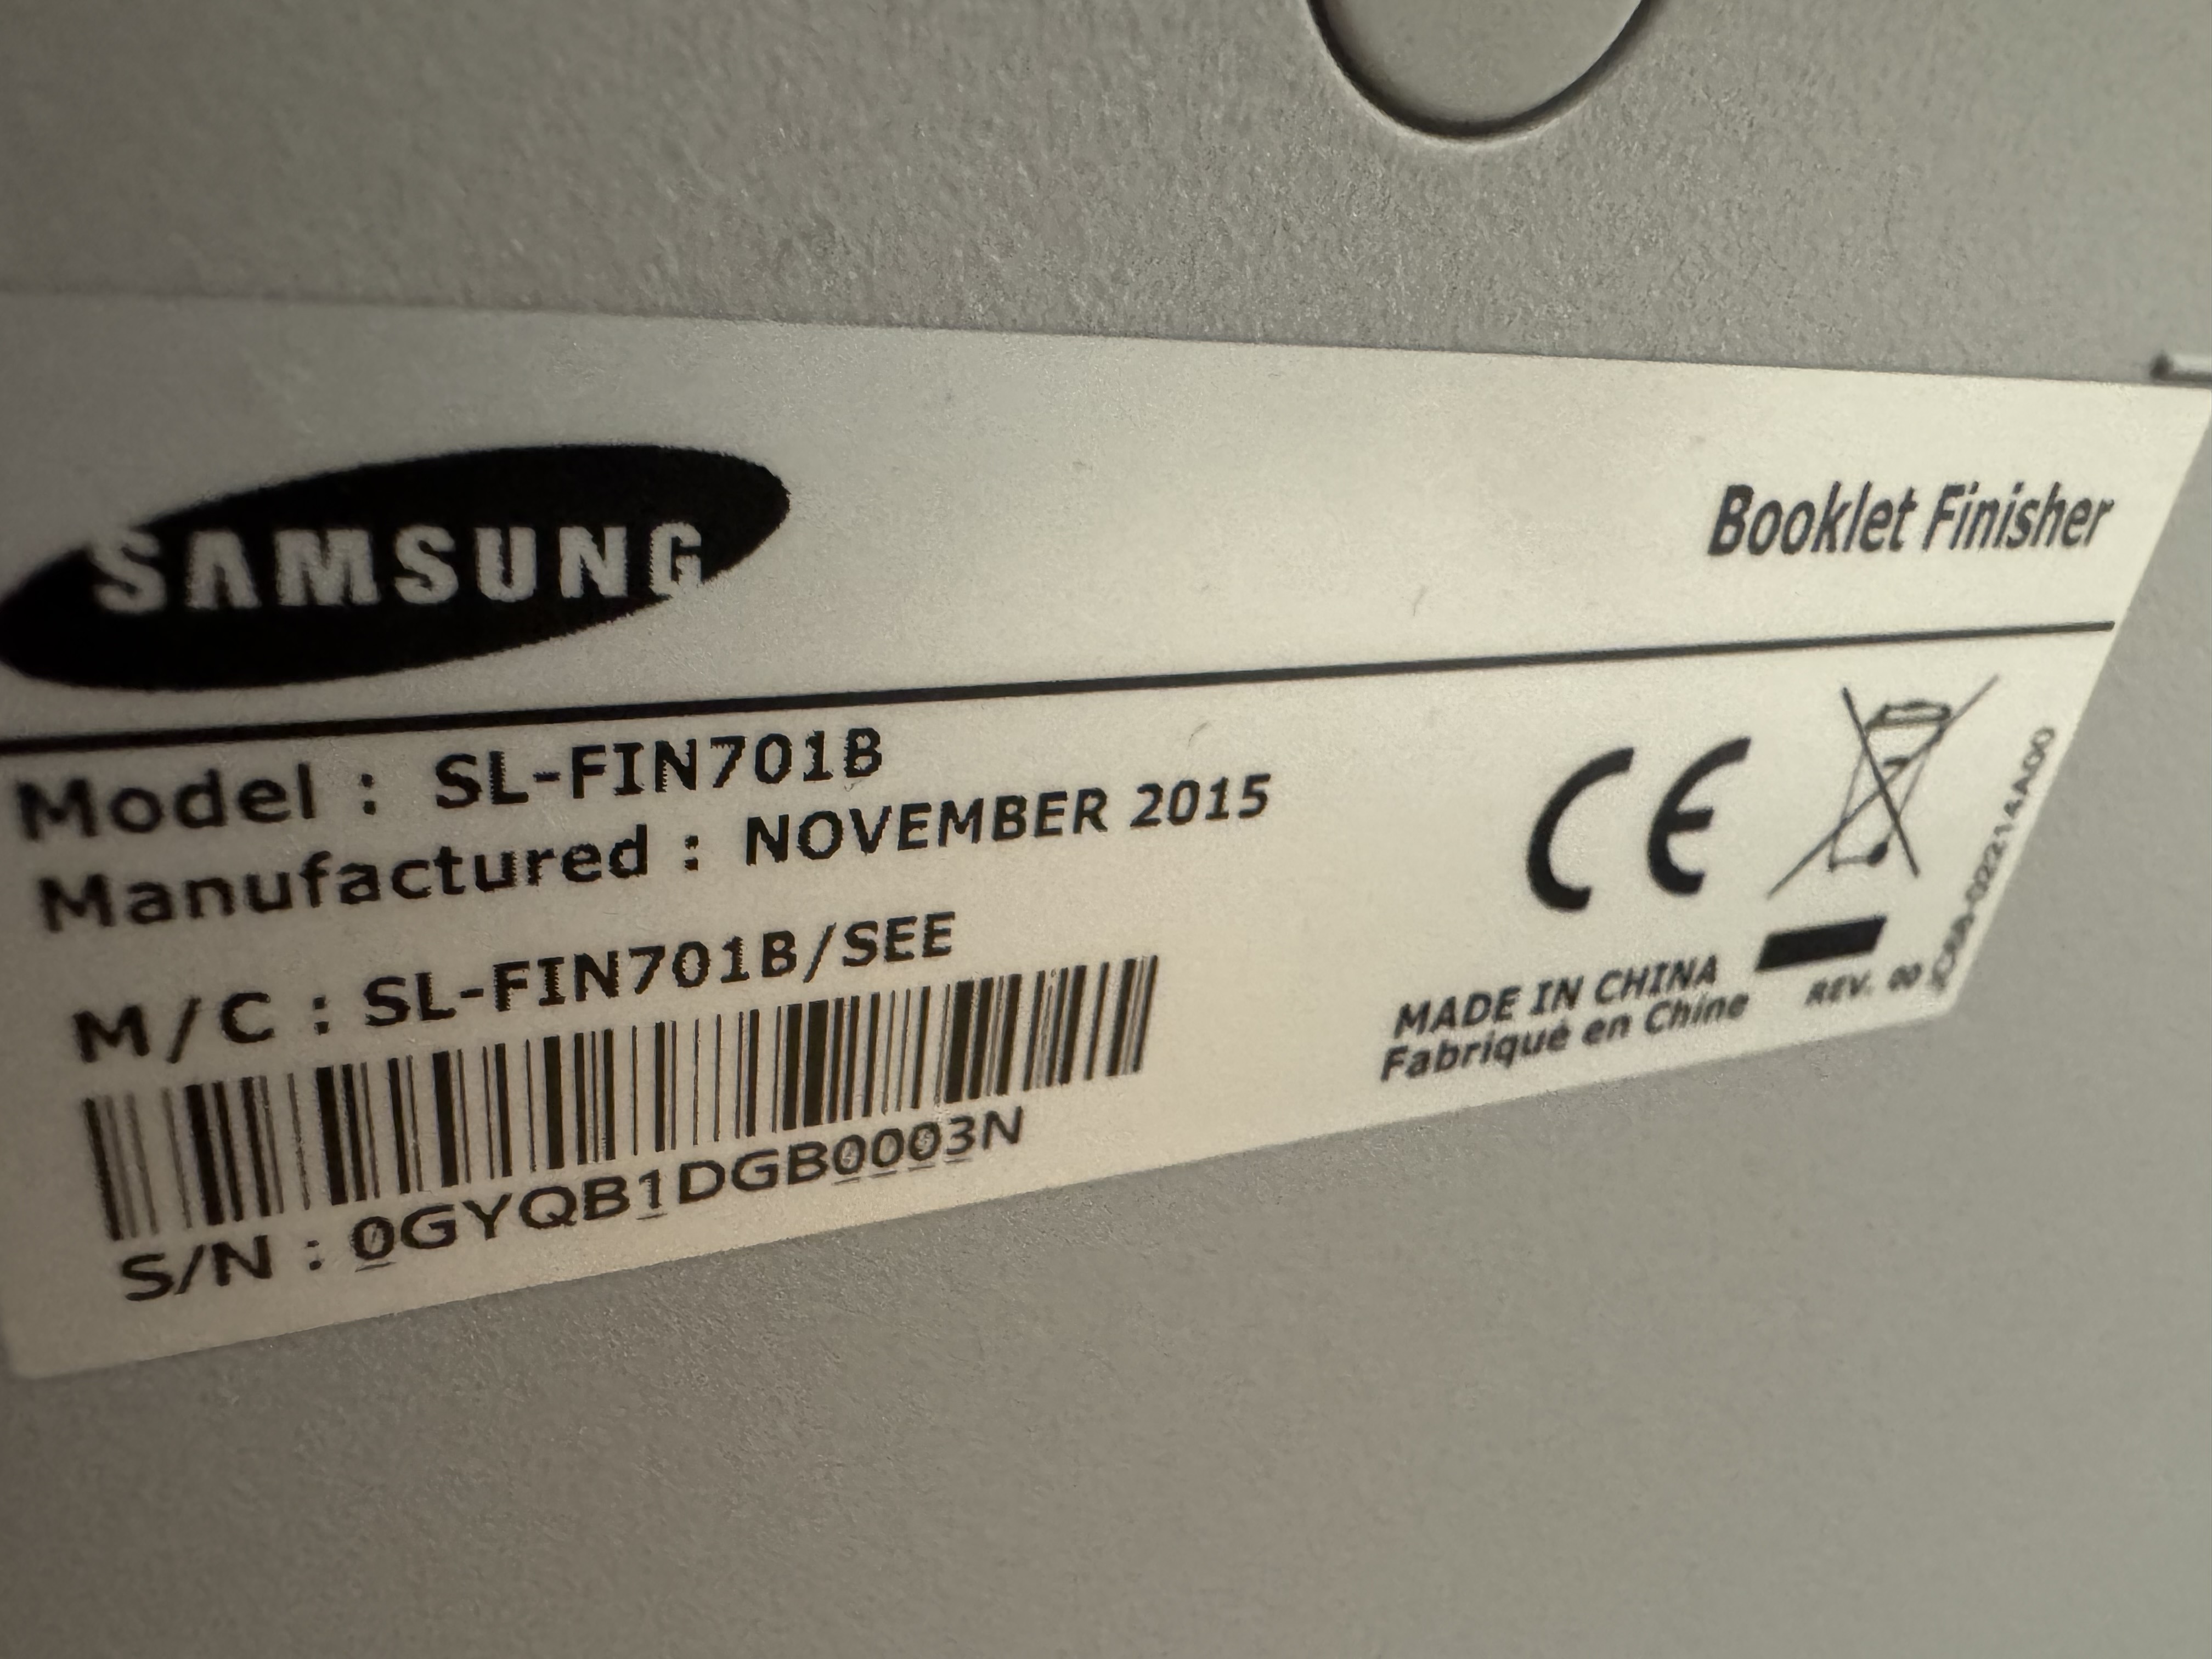 SAMSUNG
Booklet Finisher
Model : SL-FIN701B
Manufactured : NOVEMBER 2015
M/C : SL-FIN701B/SEE
S/N : 0GYQB1DGB0003N
MADE IN CHINA
Fabriqué en Chine
REV. 00
CE